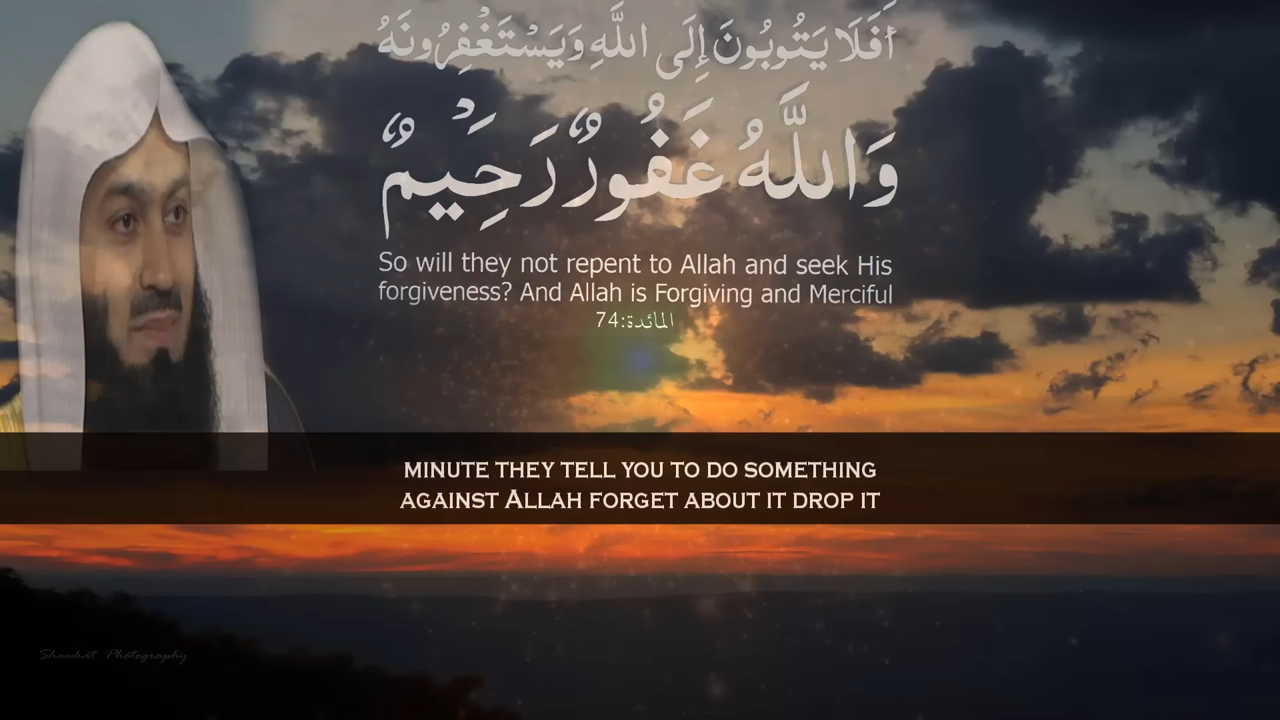 أَفَلَا يَتُوبُونَ إِلَى اللَّهِ وَيَسْتَغْفِرُونَهُ
وَاللَّهُ غَفُورٌ رَحِيمٌ
So will they not repent to Allah and seek His
forgiveness? And Allah is Forgiving and Merciful
المائدة:74
MINUTE THEY TELL YOU TO DO SOMETHING
AGAINST ALLAH FORGET ABOUT IT DROP IT
Shawkat Photography